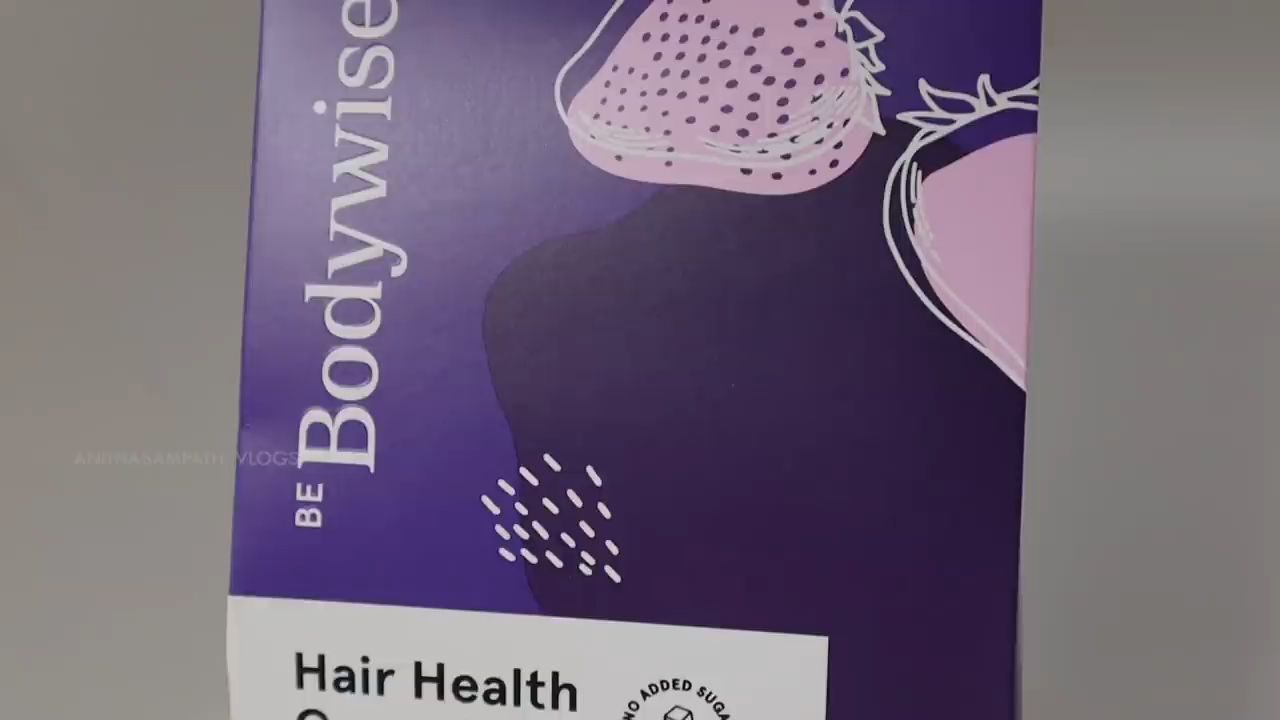 BE Bodywise
ANITHASAMPATH VLOGS
Hair Health
NO ADDED SUGA